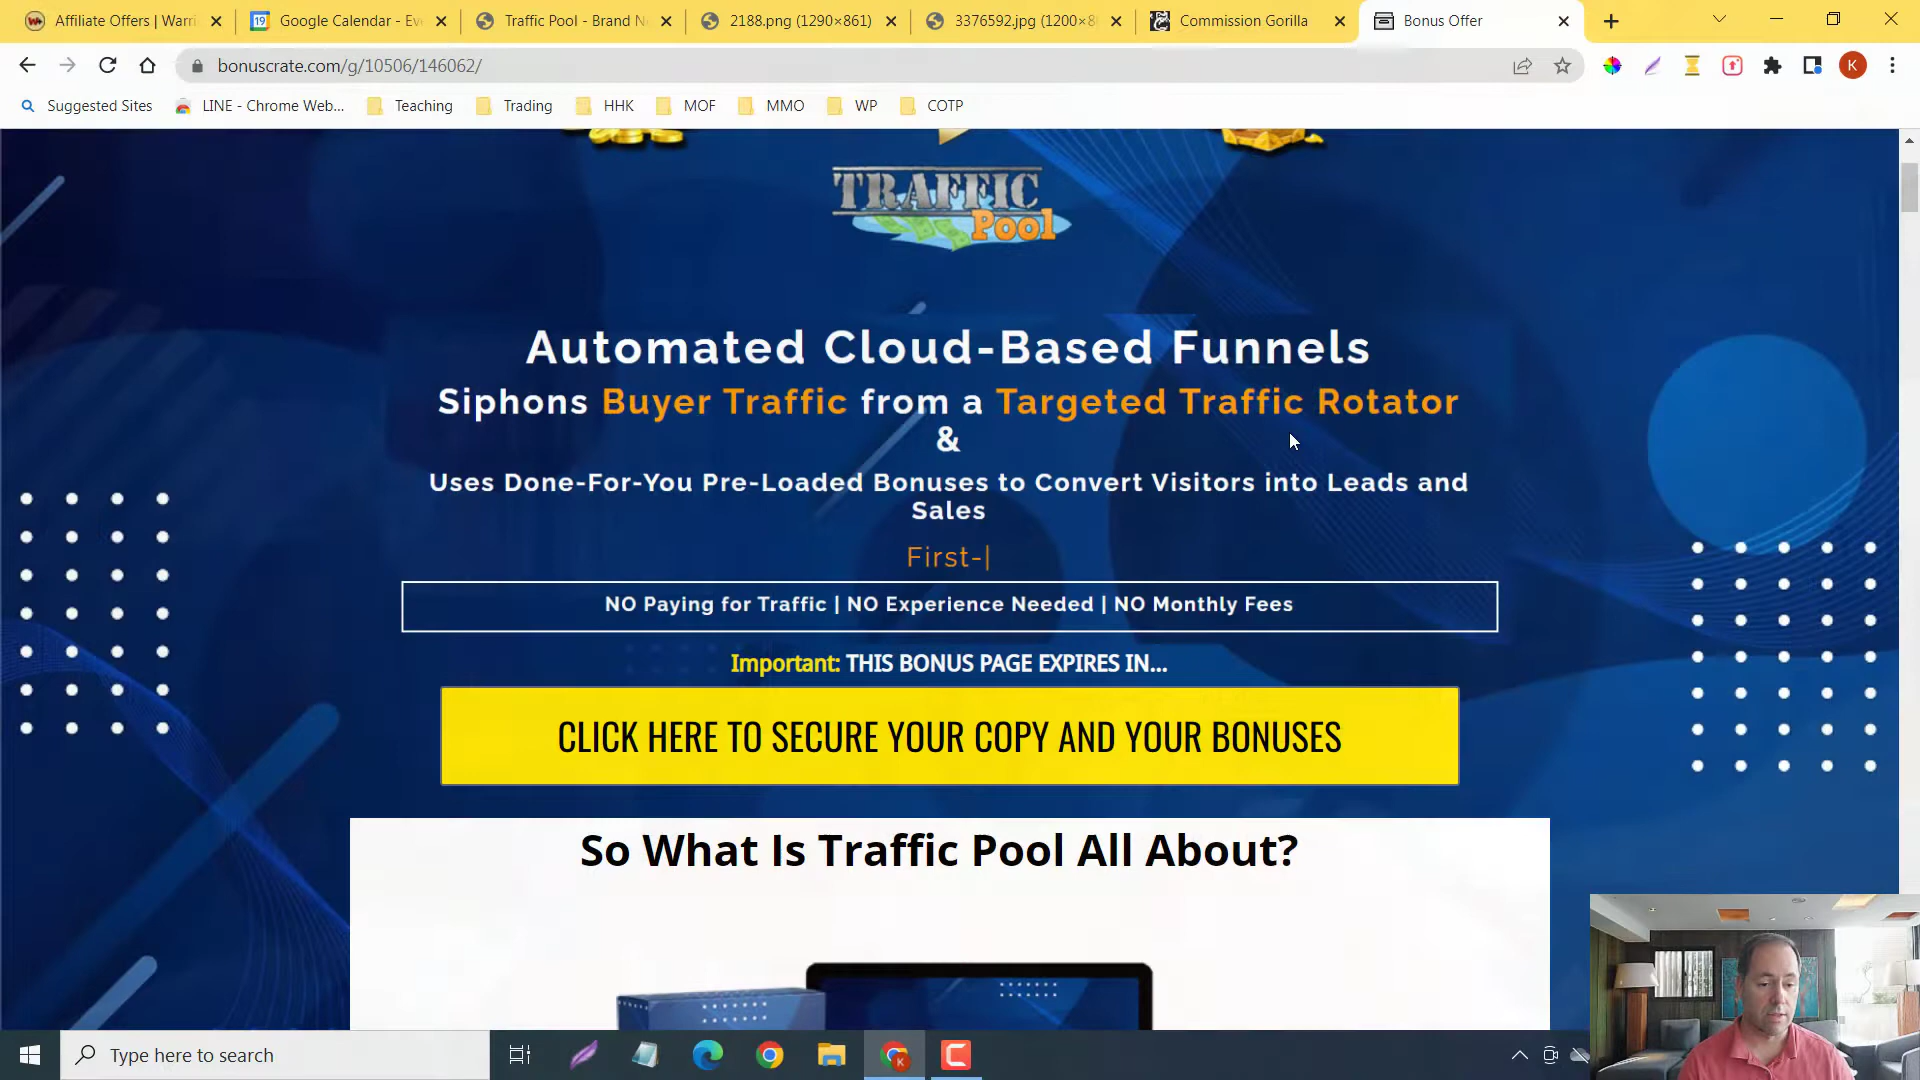 Affiliate Offers | Warri
Google Calendar - Ev
Traffic Pool - Brand N
2188.png (1290×861)
3376592.jpg (1200×8
Commission Gorilla
Bonus Offer
bonuscrate.com/g/10506/146062/
K
Suggested Sites
LINE - Chrome Web...
Teaching
Trading
HHK
MOF
MMO
WP
COTP
TRAFFIC
Pool
Automated Cloud-Based Funnels
Siphons Buyer Traffic from a Targeted Traffic Rotator
&
Uses Done-For-You Pre-Loaded Bonuses to Convert Visitors into Leads and
Sales
First-|
NO Paying for Traffic | NO Experience Needed | NO Monthly Fees
Important: THIS BONUS PAGE EXPIRES IN...
CLICK HERE TO SECURE YOUR COPY AND YOUR BONUSES
So What Is Traffic Pool All About?
Type here to search